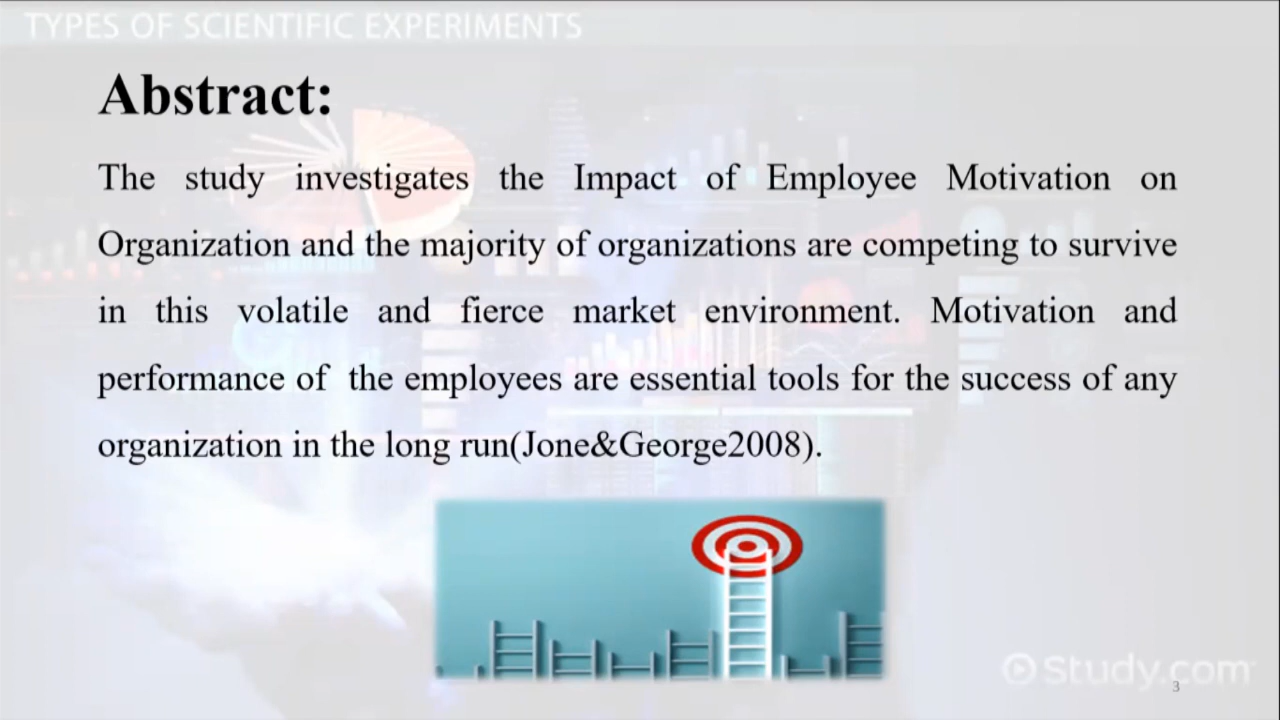 TYPES OF SCIENTIFIC EXPERIMENTS
Abstract:
The study investigates the Impact of Employee Motivation on
Organization and the majority of organizations are competing to survive
in this volatile and fierce market environment. Motivation and
performance of the employees are essential tools for the success of any
organization in the long run(Jone&George2008).
Study.com
3